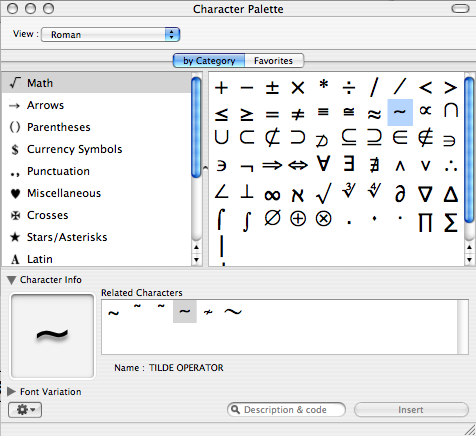 Character Palette
View : Roman
by Category Favorites
√ Math
→ Arrows
() Parentheses
$ Currency Symbols
., Punctuation
♥ Miscellaneous
✠ Crosses
★ Stars/Asterisks
A Latin
+ − ± × * ÷ / ⁄ < >
≤ ≥ = ≠ ≡ ≅ ≈ ∼ ∝ ∩
∪ ⊂ ⊃ ⊅ ⊆ ⊇ ∈ ∉ ∋
϶ ¬ ⇒ ⇔ ∀ ∃ ∄ ∧ ∨ ∴
∠ ⊥ ∞ ℵ √ ∛ ∜ ∂ ∇ ∆
⌠ ∫ ∅ ⊕ ⊗ . · ∏ ∑
Character Info
Related Characters
~ ˜ ˜ ∼ ≁ 〜
∼
Name : TILDE OPERATOR
Font Variation
Description & code
Insert